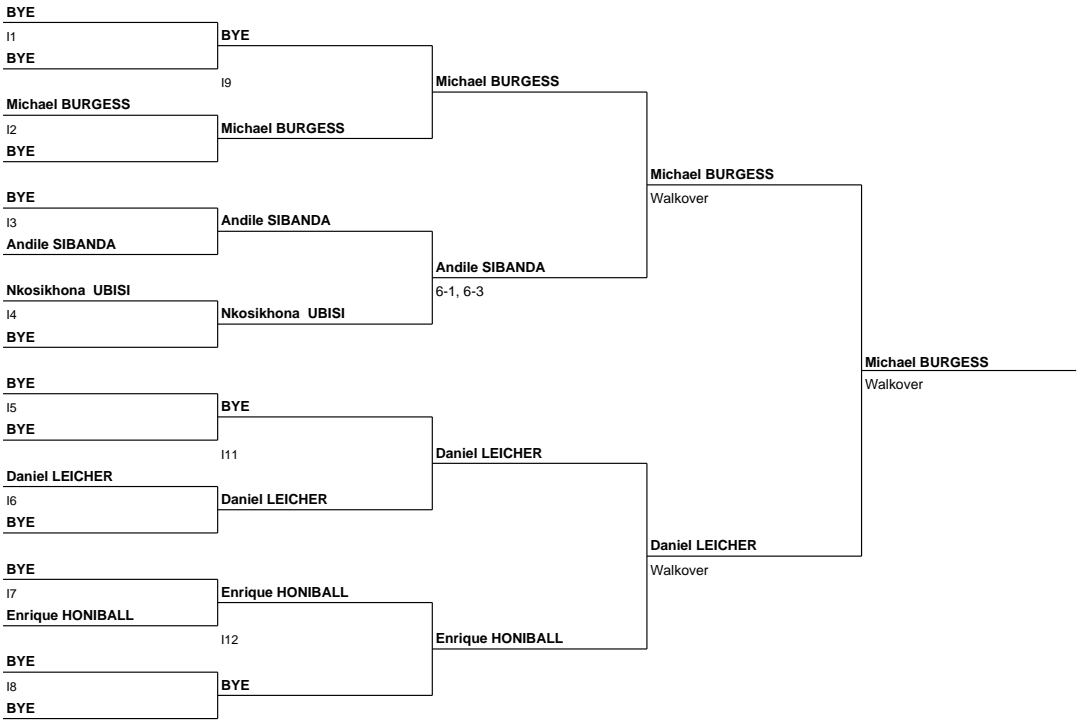 BYE
I1
BYE
Michael BURGESS
I2
BYE
BYE
I3
Andile SIBANDA
Nkosikhona  UBISI
I4
BYE
BYE
I5
BYE
Daniel LEICHER
I6
BYE
BYE
I7
Enrique HONIBALL
BYE
I8
BYE
BYE
I9
Michael BURGESS
Andile SIBANDA
Nkosikhona  UBISI
BYE
I11
Daniel LEICHER
Enrique HONIBALL
I12
BYE
Michael BURGESS
Andile SIBANDA
6-1, 6-3
Daniel LEICHER
Enrique HONIBALL
Michael BURGESS
Walkover
Daniel LEICHER
Walkover
Michael BURGESS
Walkover